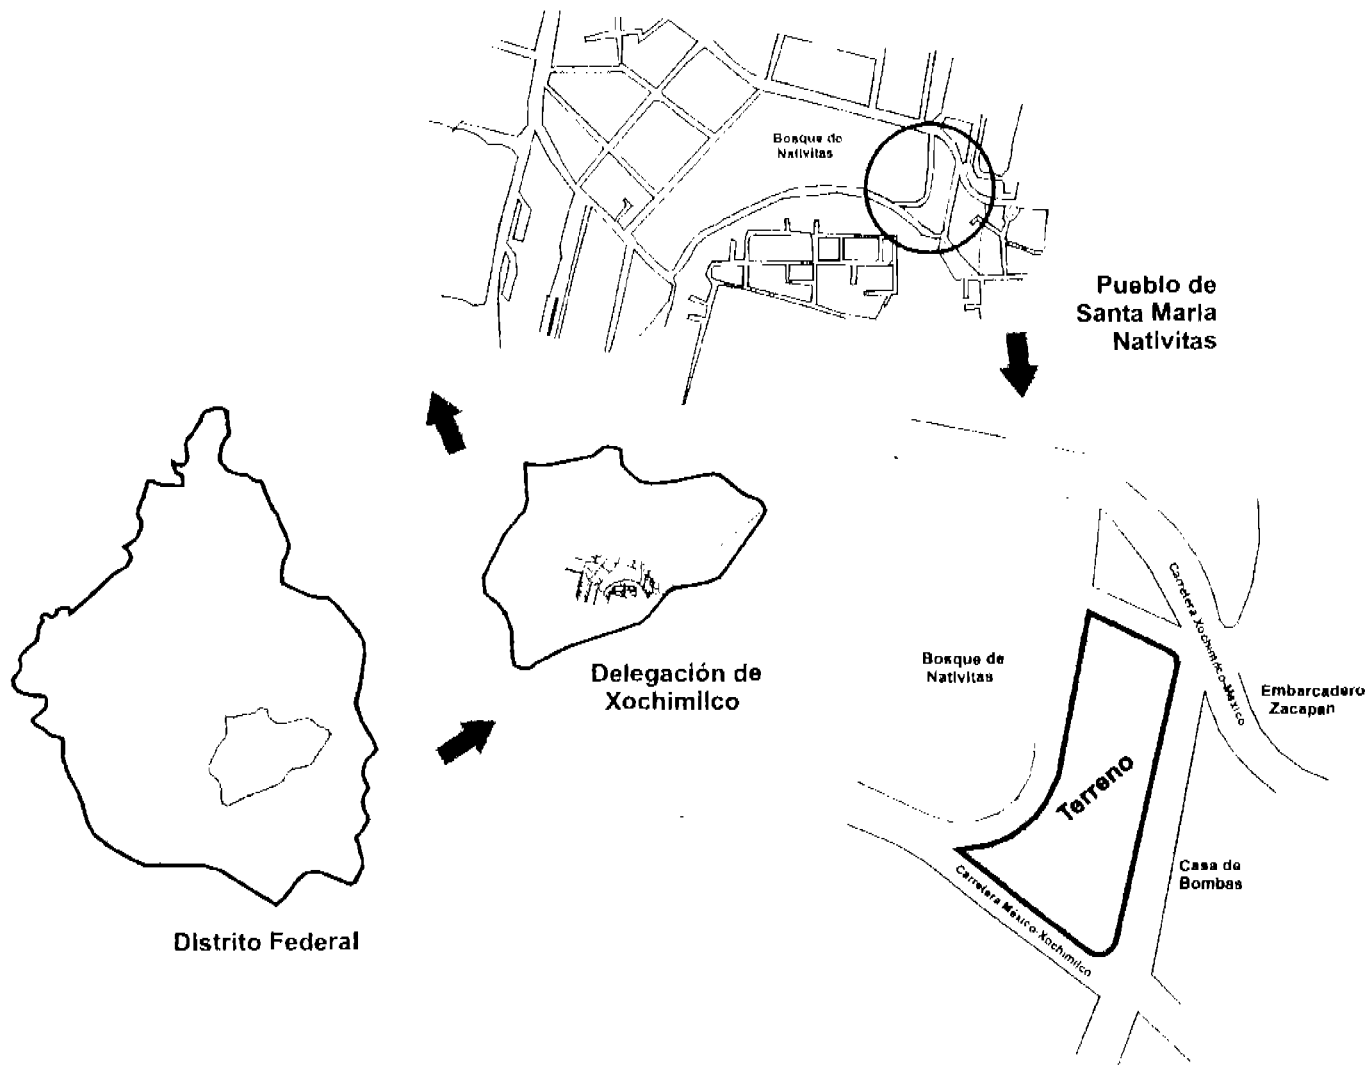 Bosque de
Nativitas
Pueblo de
Santa María
Nativitas
Delegación de
Xochimilco
Distrito Federal
Bosque de
Nativitas
Carretera Xochimilco-México
Embarcadero
Zacapan
Terreno
Casa de
Bombas
Carretera México-Xochimilco